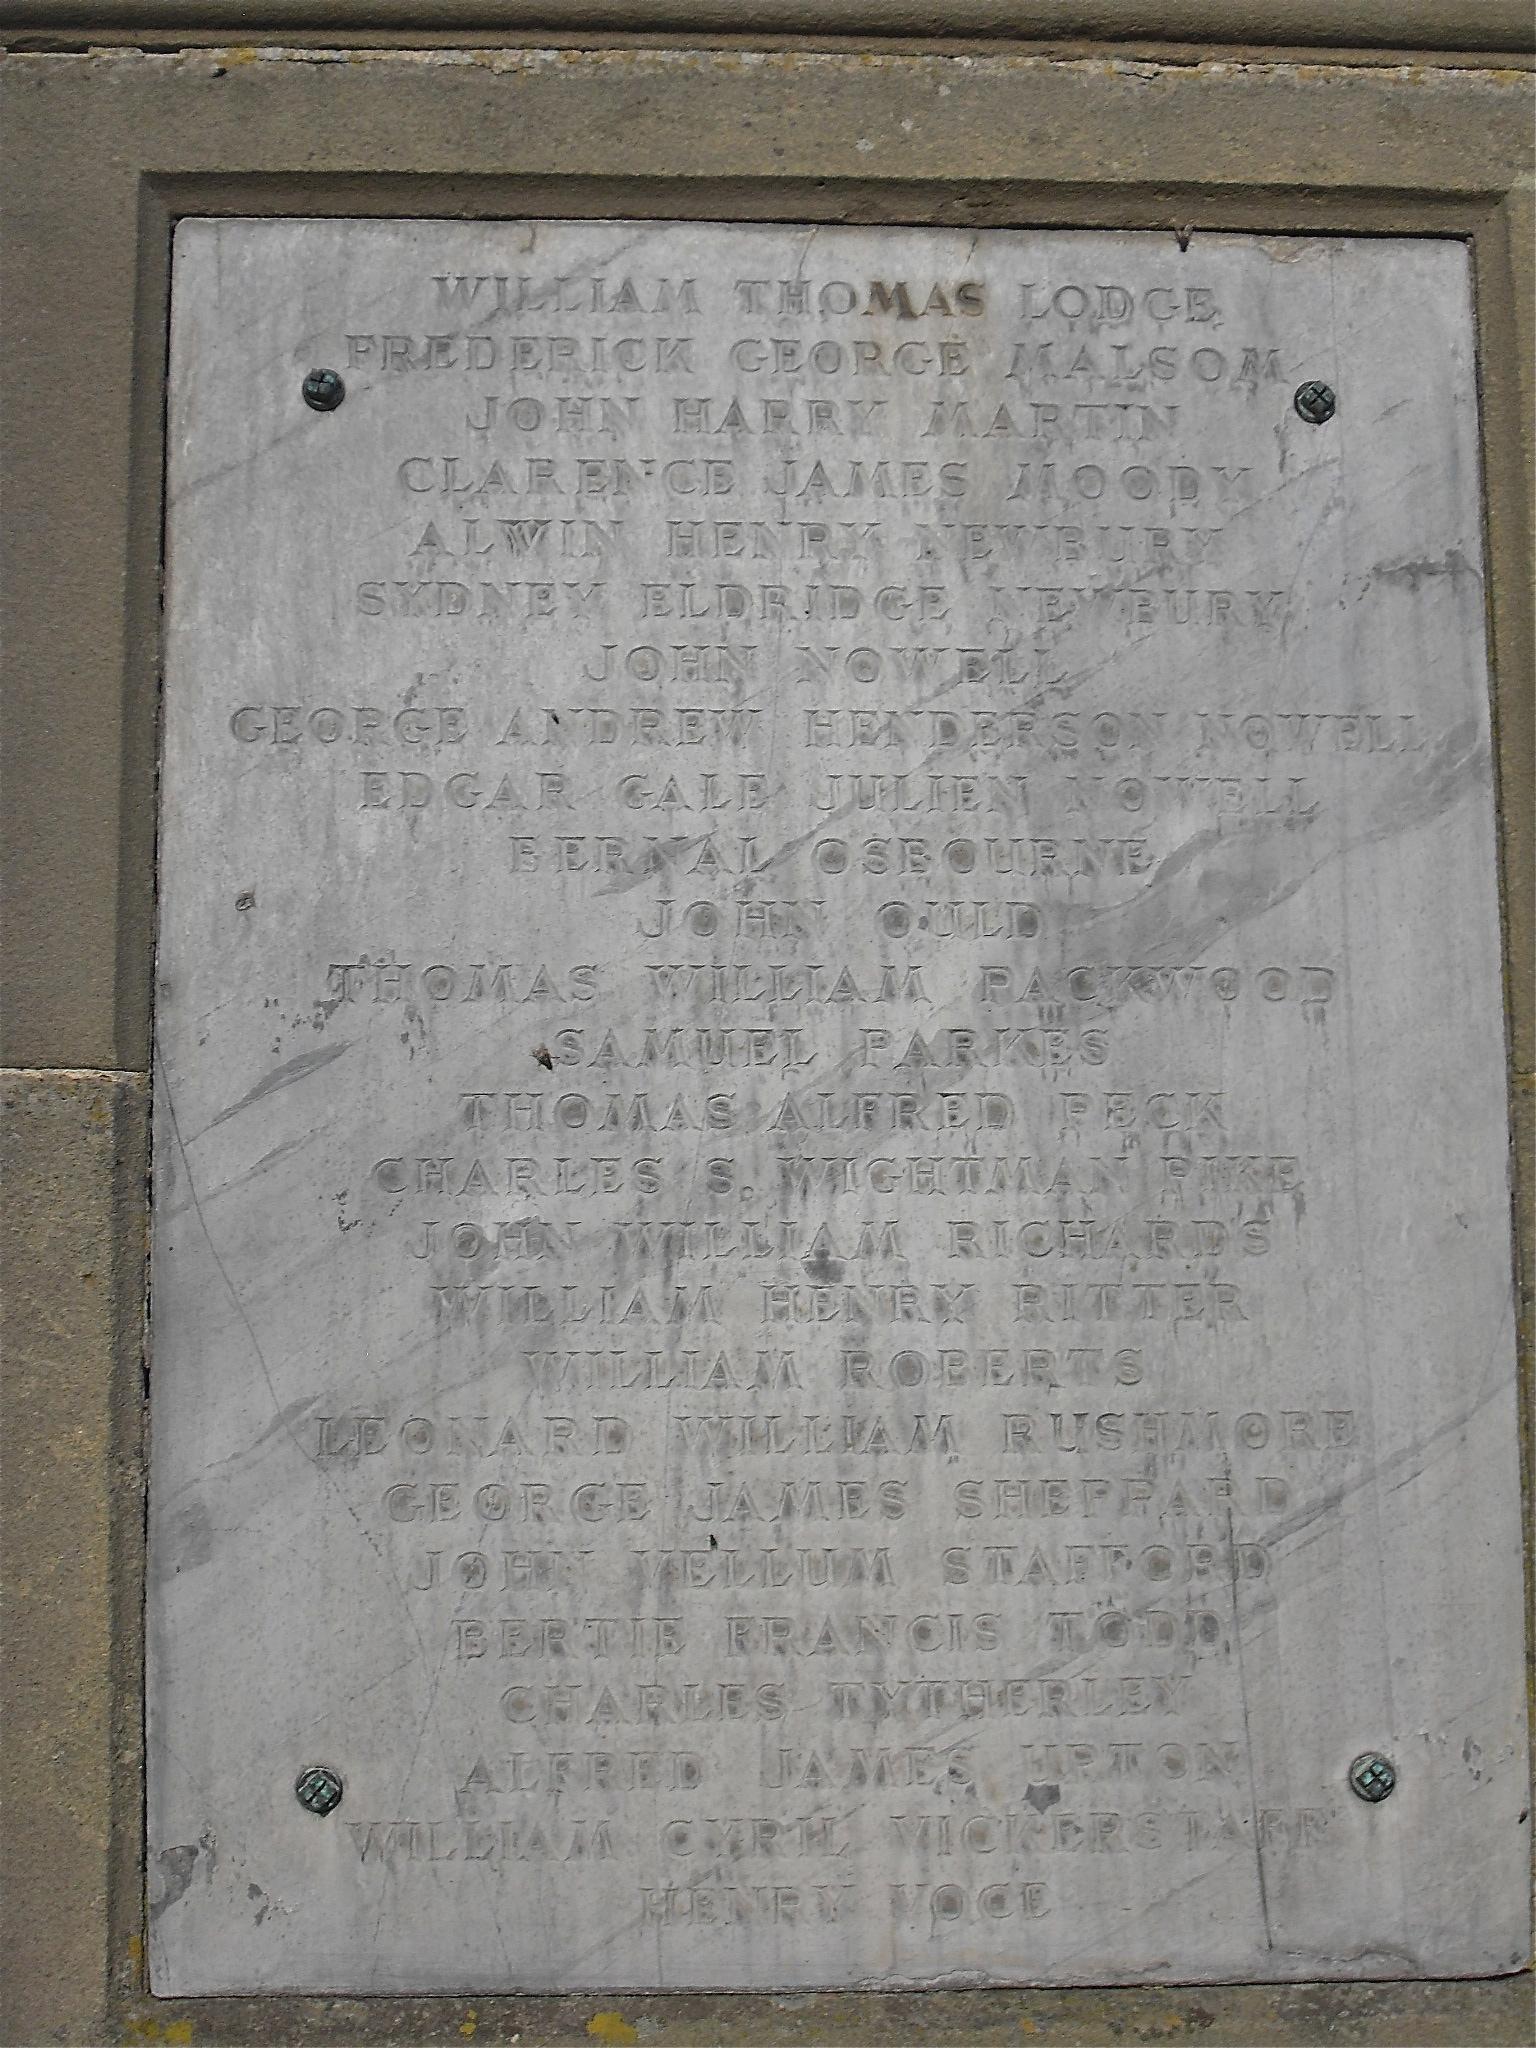 WILLIAM THOMAS LODGE
FREDERICK GEORGE MALSOM
JOHN HARRY MARTIN
CLARENCE JAMES MOODY
ALWIN HENRY NEWBURY
SYDNEY ELDRIDGE NEWBURY
JOHN NOWELL
GEORGE ANDREW HENDERSON NOWELL
EDGAR GALE JULIEN NOWELL
BERNAL OSBOURNE
JOHN OULD
THOMAS WILLIAM PACKWOOD
SAMUEL PARKES
THOMAS ALFRED PECK
CHARLES S. WIGHTMAN PIKE
JOHN WILLIAM RICHARDS
WILLIAM HENRY RITTER
WILLIAM ROBERTS
LEONARD WILLIAM RUSHMORE
GEORGE JAMES SHEPPARD
JOHN VELLUM STAFFORD
BERTIE FRANCIS TODD
CHARLES TYTHERLEY
ALFRED JAMES UPTON
WILLIAM CYRIL VICKERSTAFF
HENRY VOCE